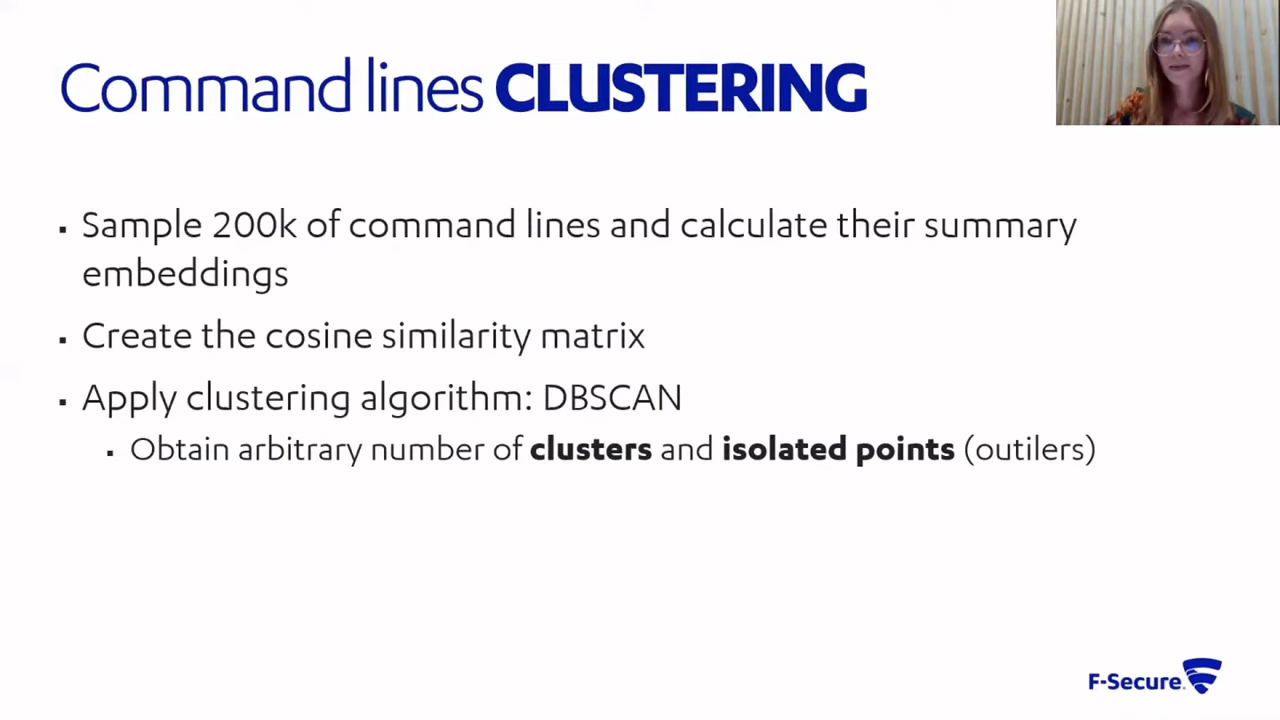 Command lines CLUSTERING
▪ Sample 200k of command lines and calculate their summary
embeddings
▪ Create the cosine similarity matrix
▪ Apply clustering algorithm: DBSCAN
▪ Obtain arbitrary number of clusters and isolated points (outilers)
F-Secure.